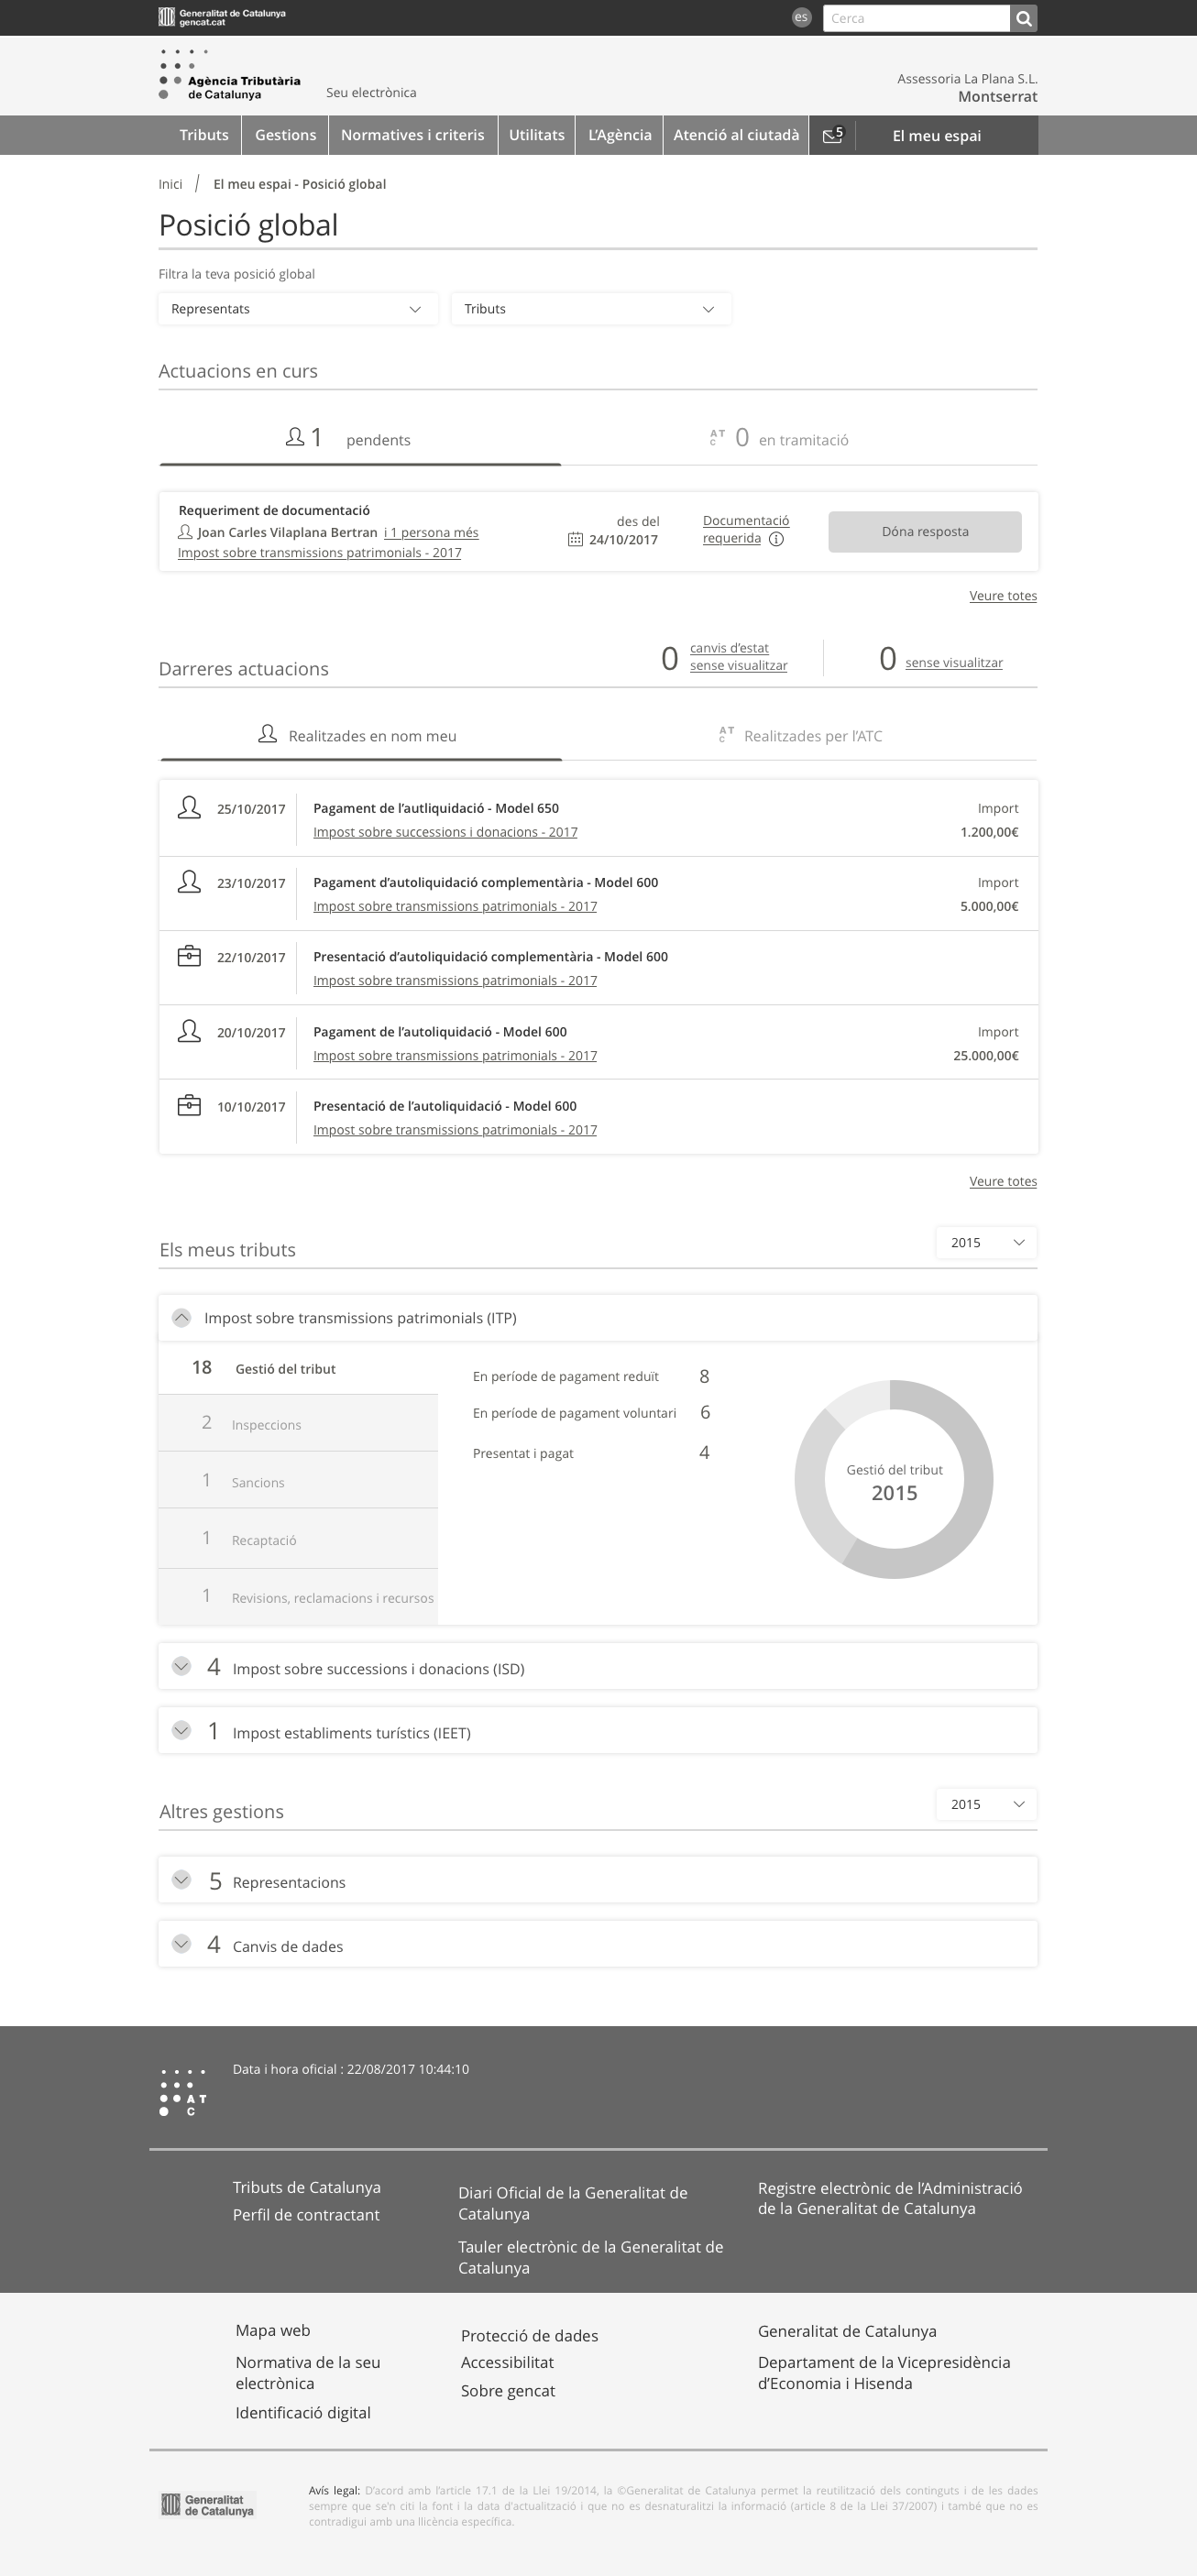 Generalitat de Catalunya
gencat.cat
es
Cerca
Agència Tributària
de Catalunya
Seu electrònica
Assessoria La Plana S.L.
Montserrat
Tributs
Gestions
Normatives i criteris
Utilitats
L'Agència
Atenció al ciutadà
5
El meu espai
Inici / El meu espai - Posició global
Posició global
Filtra la teva posició global
Representats
Tributs
Actuacions en curs
1 pendents
ATC 0 en tramitació
Requeriment de documentació
Joan Carles Vilaplana Bertran i 1 persona més
Impost sobre transmissions patrimonials - 2017
des del
24/10/2017
Documentació
requerida
Dóna resposta
Veure totes
Darreres actuacions
0 canvis d'estat
sense visualitzar
0 sense visualitzar
Realitzades en nom meu
ATC Realitzades per l'ATC
25/10/2017
Pagament de l'autliquidació - Model 650
Impost sobre successions i donacions - 2017
Import
1.200,00€
23/10/2017
Pagament d'autoliquidació complementària - Model 600
Impost sobre transmissions patrimonials - 2017
Import
5.000,00€
22/10/2017
Presentació d'autoliquidació complementària - Model 600
Impost sobre transmissions patrimonials - 2017
20/10/2017
Pagament de l'autoliquidació - Model 600
Impost sobre transmissions patrimonials - 2017
Import
25.000,00€
10/10/2017
Presentació de l'autoliquidació - Model 600
Impost sobre transmissions patrimonials - 2017
Veure totes
Els meus tributs
2015
Impost sobre transmissions patrimonials (ITP)
18 Gestió del tribut
2 Inspeccions
1 Sancions
1 Recaptació
1 Revisions, reclamacions i recursos
En període de pagament reduït 8
En període de pagament voluntari 6
Presentat i pagat 4
Gestió del tribut
2015
4 Impost sobre successions i donacions (ISD)
1 Impost establiments turístics (IEET)
Altres gestions
2015
5 Representacions
4 Canvis de dades
ATC
Data i hora oficial : 22/08/2017 10:44:10
Tributs de Catalunya
Perfil de contractant
Diari Oficial de la Generalitat de
Catalunya
Tauler electrònic de la Generalitat de
Catalunya
Registre electrònic de l'Administració
de la Generalitat de Catalunya
Mapa web
Normativa de la seu
electrònica
Identificació digital
Protecció de dades
Accessibilitat
Sobre gencat
Generalitat de Catalunya
Departament de la Vicepresidència
d'Economia i Hisenda
Generalitat
de Catalunya
Avís legal: D'acord amb l'article 17.1 de la Llei 19/2014, la ©Generalitat de Catalunya permet la reutilització dels continguts i de les dades
sempre que se'n citi la font i la data d'actualització i que no es desnaturalitzi la informació (article 8 de la Llei 37/2007) i també que no es
contradigui amb una llicència específica.